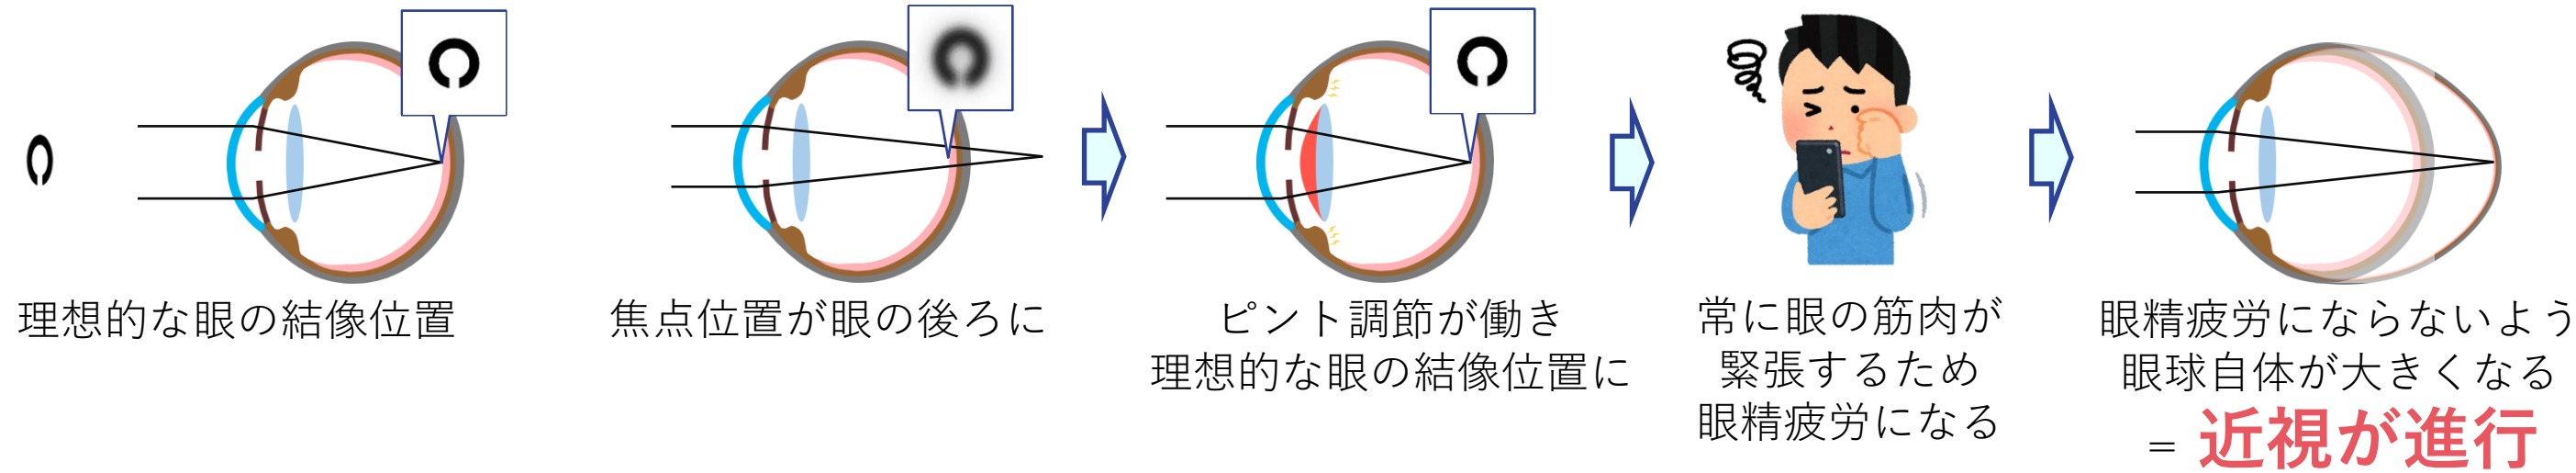 理想的な眼の結像位置
焦点位置が眼の後ろに
ピント調節が働き
理想的な眼の結像位置に
常に眼の筋肉が
緊張するため
眼精疲労になる
眼精疲労にならないよう
眼球自体が大きくなる
= 近視が進行